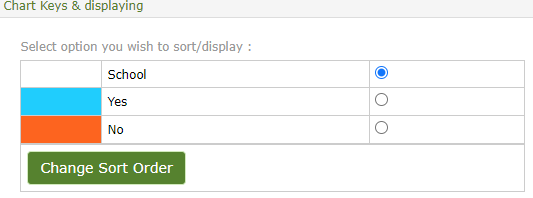 Chart Keys & displaying
Select option you wish to sort/display :
School
Yes
No
Change Sort Order